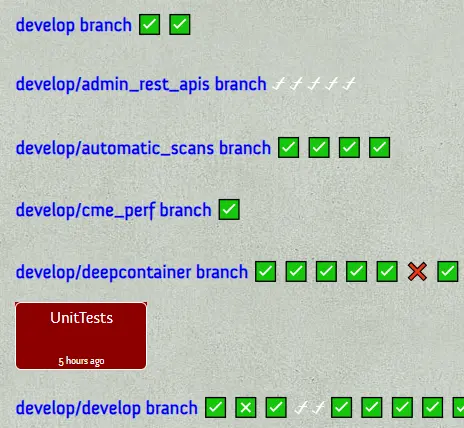 develop branch
develop/admin_rest_apis branch
develop/automatic_scans branch
develop/cme_perf branch
develop/deepcontainer branch
UnitTests
5 hours ago
develop/develop branch